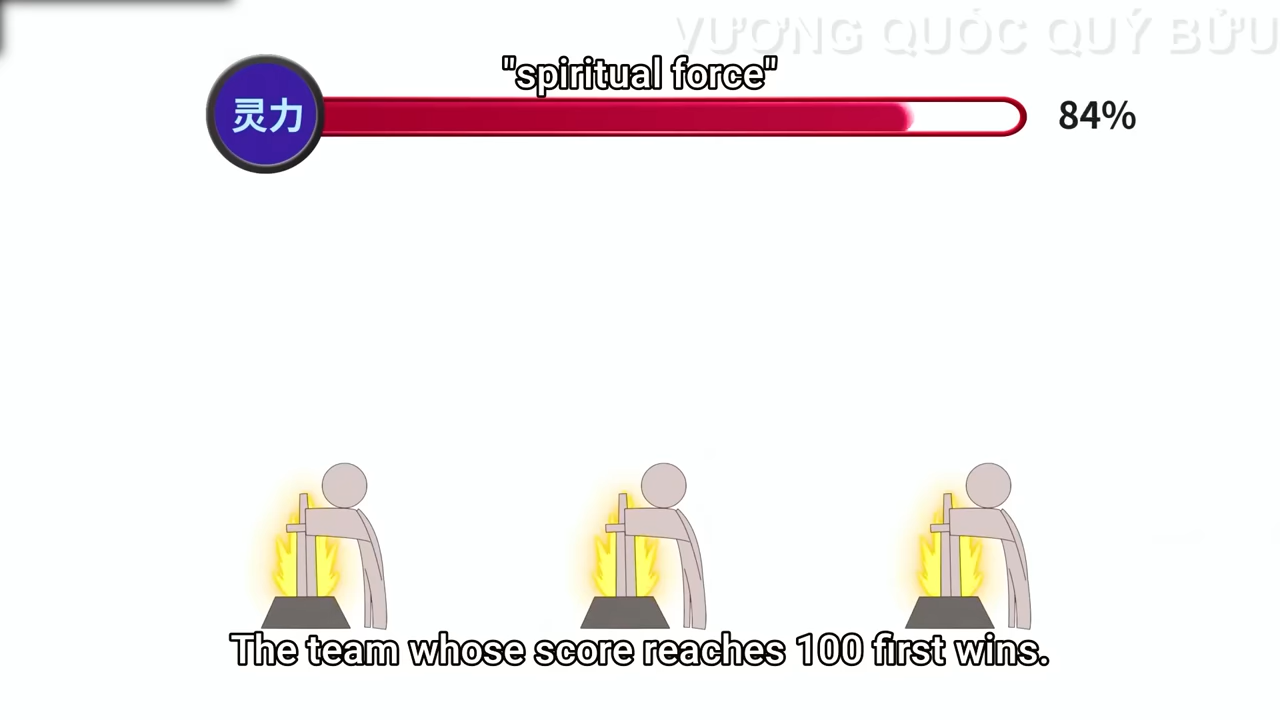 VƯƠNG QUỐC QUÝ BỬU
"spiritual force"
灵力
84%
The team whose score reaches 100 first wins.